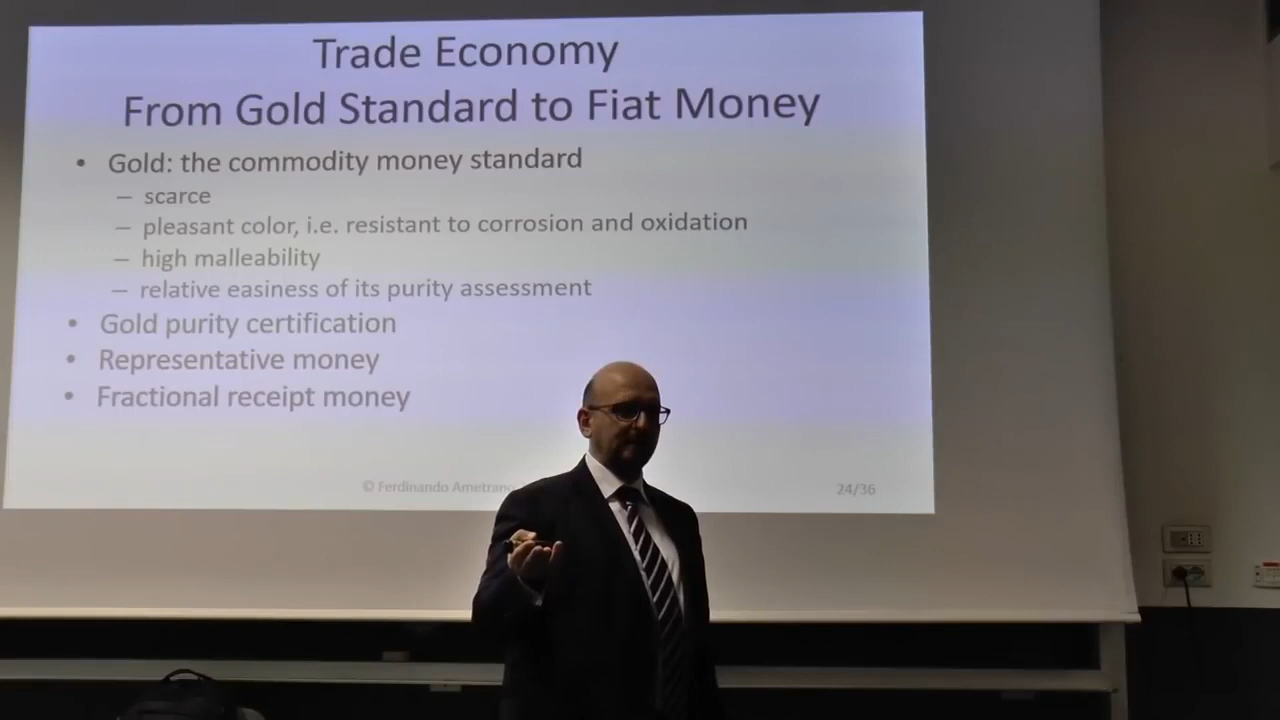 Trade Economy
From Gold Standard to Fiat Money
• Gold: the commodity money standard
– scarce
– pleasant color, i.e. resistant to corrosion and oxidation
– high malleability
– relative easiness of its purity assessment
• Gold purity certification
• Representative money
• Fractional receipt money
© Ferdinando Ametrano
24/36